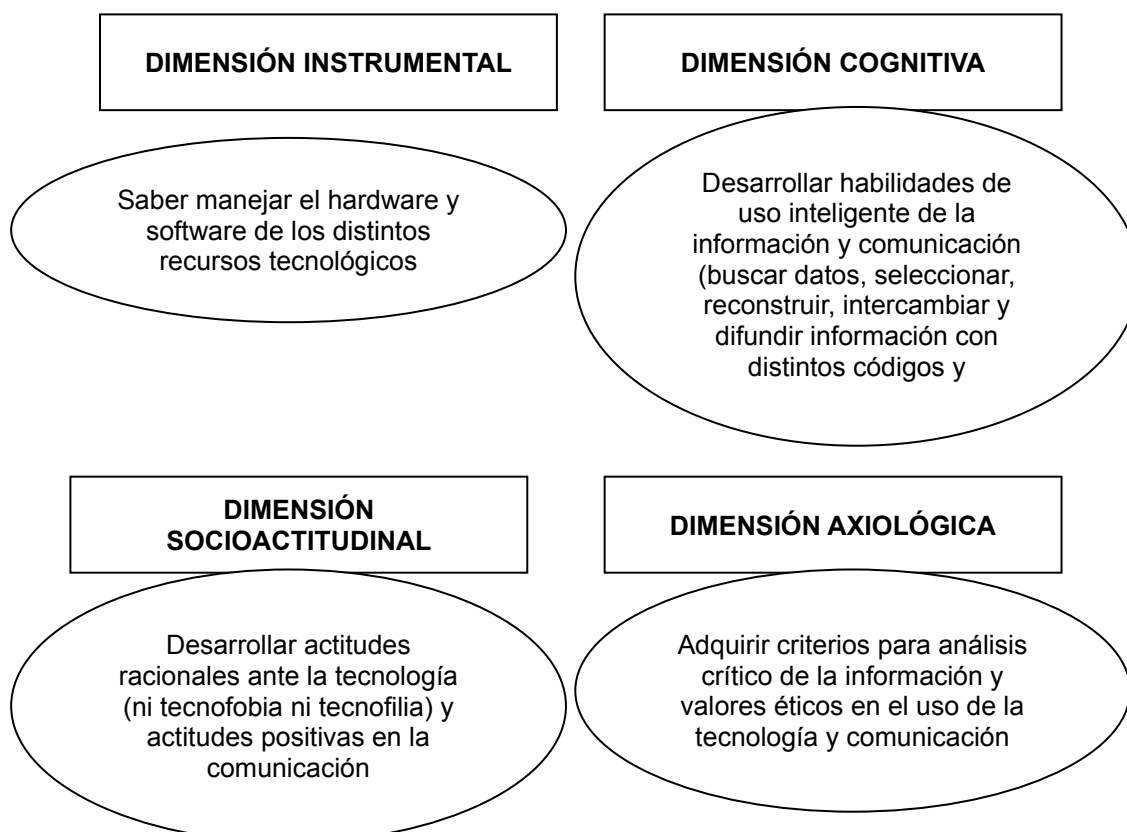 DIMENSIÓN INSTRUMENTAL
Saber manejar el hardware y
software de los distintos
recursos tecnológicos
DIMENSIÓN COGNITIVA
Desarrollar habilidades de
uso inteligente de la
información y comunicación
(buscar datos, seleccionar,
reconstruir, intercambiar y
difundir información con
distintos códigos y
DIMENSIÓN
SOCIOACTITUDINAL
Desarrollar actitudes
racionales ante la tecnología
(ni tecnofobia ni tecnofilia) y
actitudes positivas en la
comunicación
DIMENSIÓN AXIOLÓGICA
Adquirir criterios para análisis
crítico de la información y
valores éticos en el uso de la
tecnología y comunicación